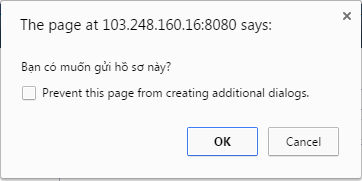 The page at 103.248.160.16:8080 says:
Bạn có muốn gửi hồ sơ này?
Prevent this page from creating additional dialogs.
OK
Cancel